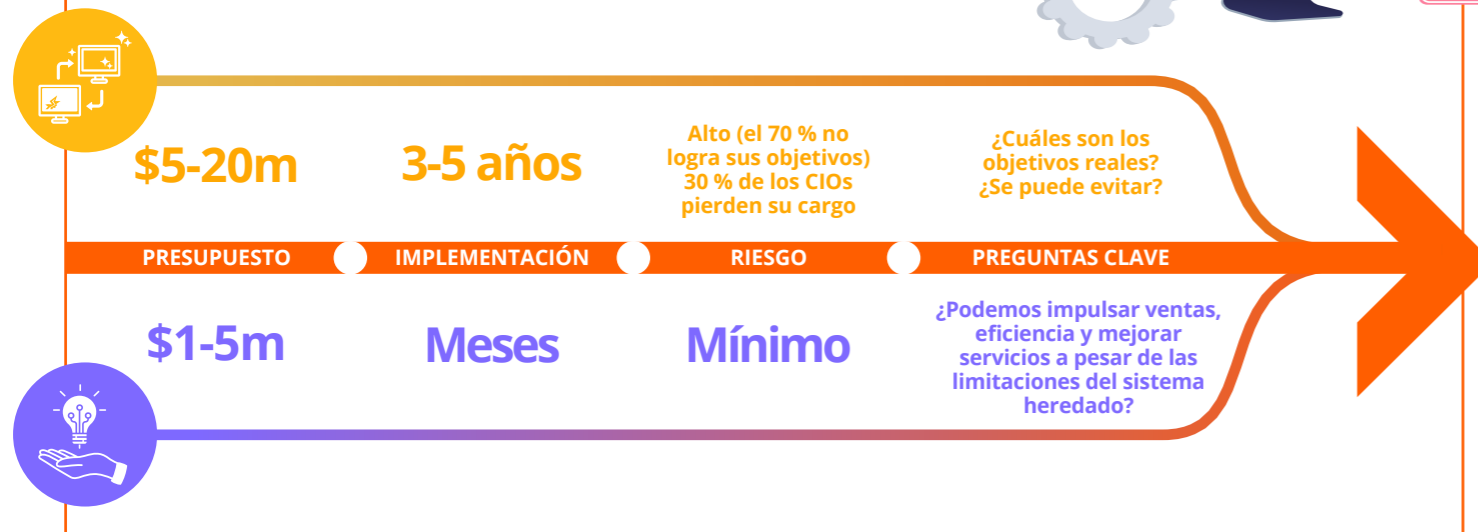 $5-20m
3-5 años
Alto (el 70 % no
logra sus objetivos)
30 % de los CIOs
pierden su cargo
¿Cuáles son los
objetivos reales?
¿Se puede evitar?
PRESUPUESTO
IMPLEMENTACIÓN
RIESGO
PREGUNTAS CLAVE
$1-5m
Meses
Mínimo
¿Podemos impulsar ventas,
eficiencia y mejorar
servicios a pesar de las
limitaciones del sistema
heredado?